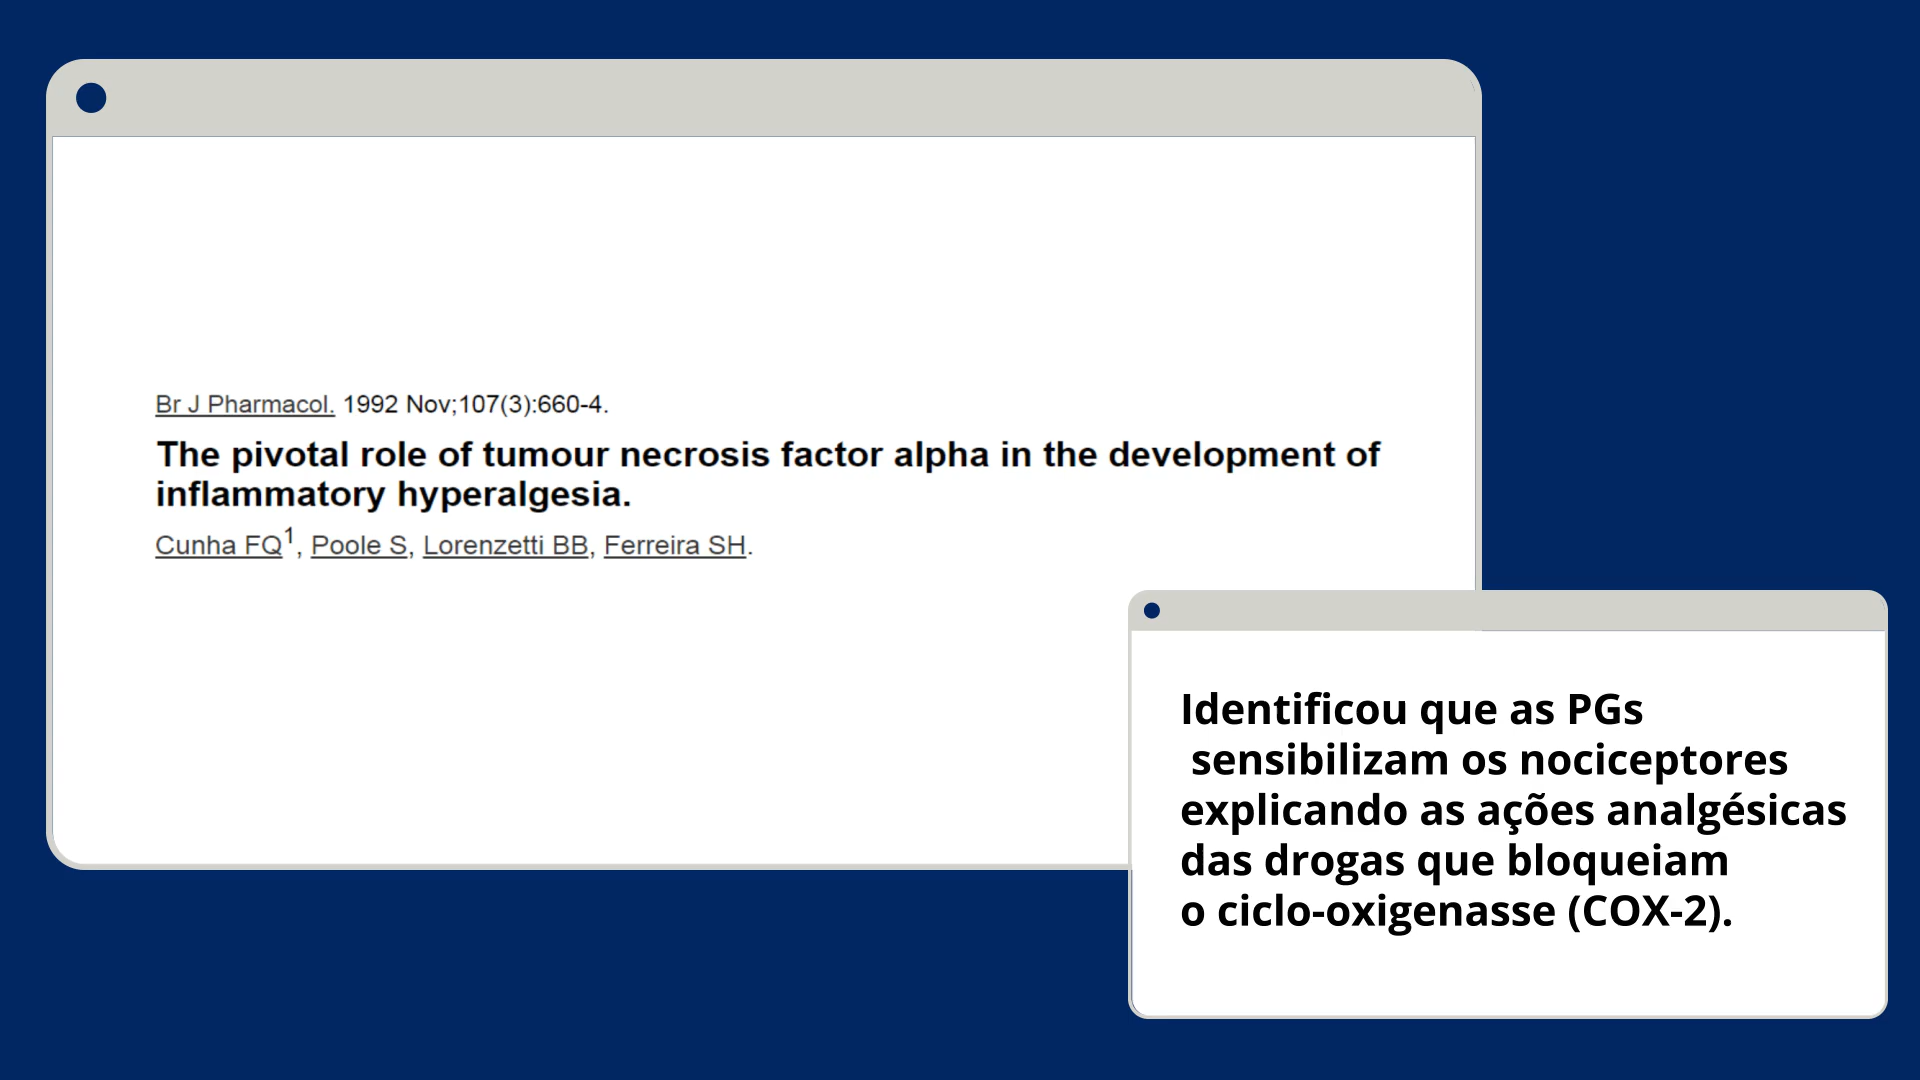 Br J Pharmacol. 1992 Nov;107(3):660-4.
The pivotal role of tumour necrosis factor alpha in the development of
inflammatory hyperalgesia.
Cunha FQ1, Poole S, Lorenzetti BB, Ferreira SH.
Identificou que as PGs
sensibilizam os nociceptores
explicando as ações analgésicas
das drogas que bloqueiam
o ciclo-oxigenasse (COX-2).